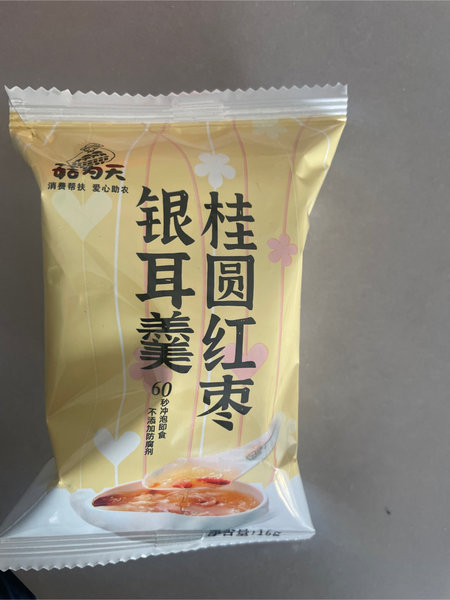 消费帮扶 爱心助农
桂圆红枣
银耳羹
60秒冲泡即食
不添加防腐剂
净含量:16g